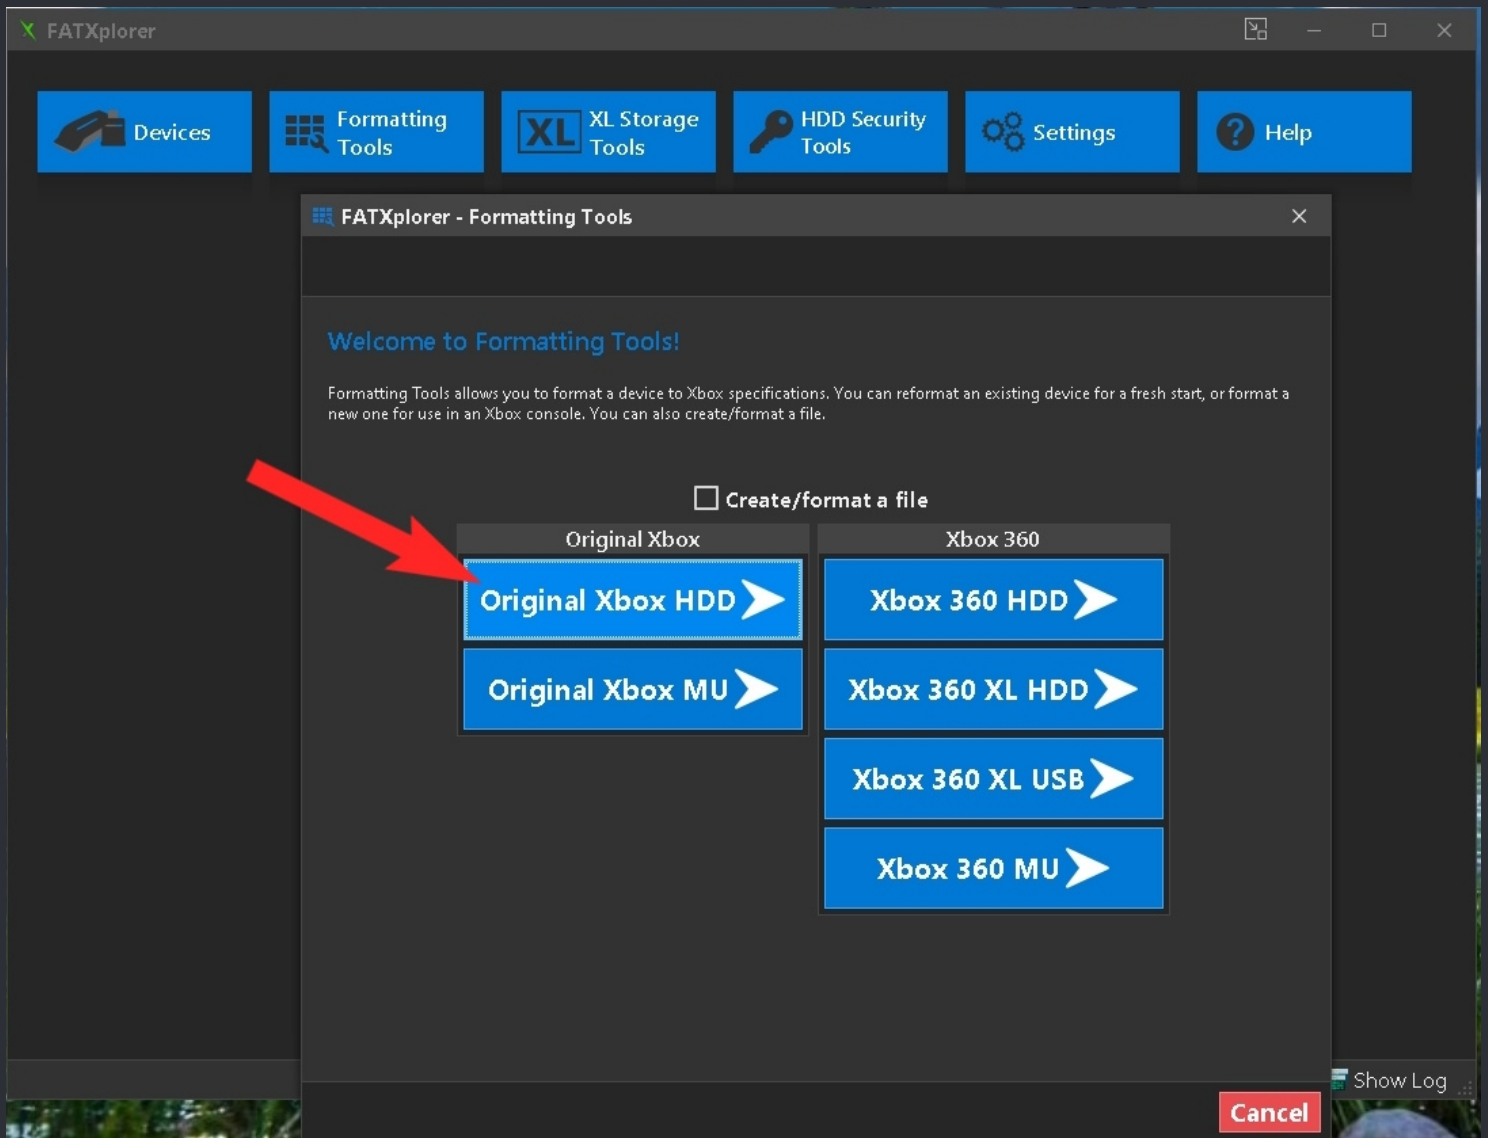 FATXplorer
Devices
Formatting
Tools
XL
XL Storage
Tools
HDD Security
Tools
Settings
?
Help
FATXplorer - Formatting Tools
Welcome to Formatting Tools!
Formatting Tools allows you to format a device to Xbox specifications. You can reformat an existing device for a fresh start, or format a
new one for use in an Xbox console. You can also create/format a file.
Create/format a file
Original Xbox
Xbox 360
Original Xbox HDD
Xbox 360 HDD
Original Xbox MU
Xbox 360 XL HDD
Xbox 360 XL USB
Xbox 360 MU
Show Log
Cancel